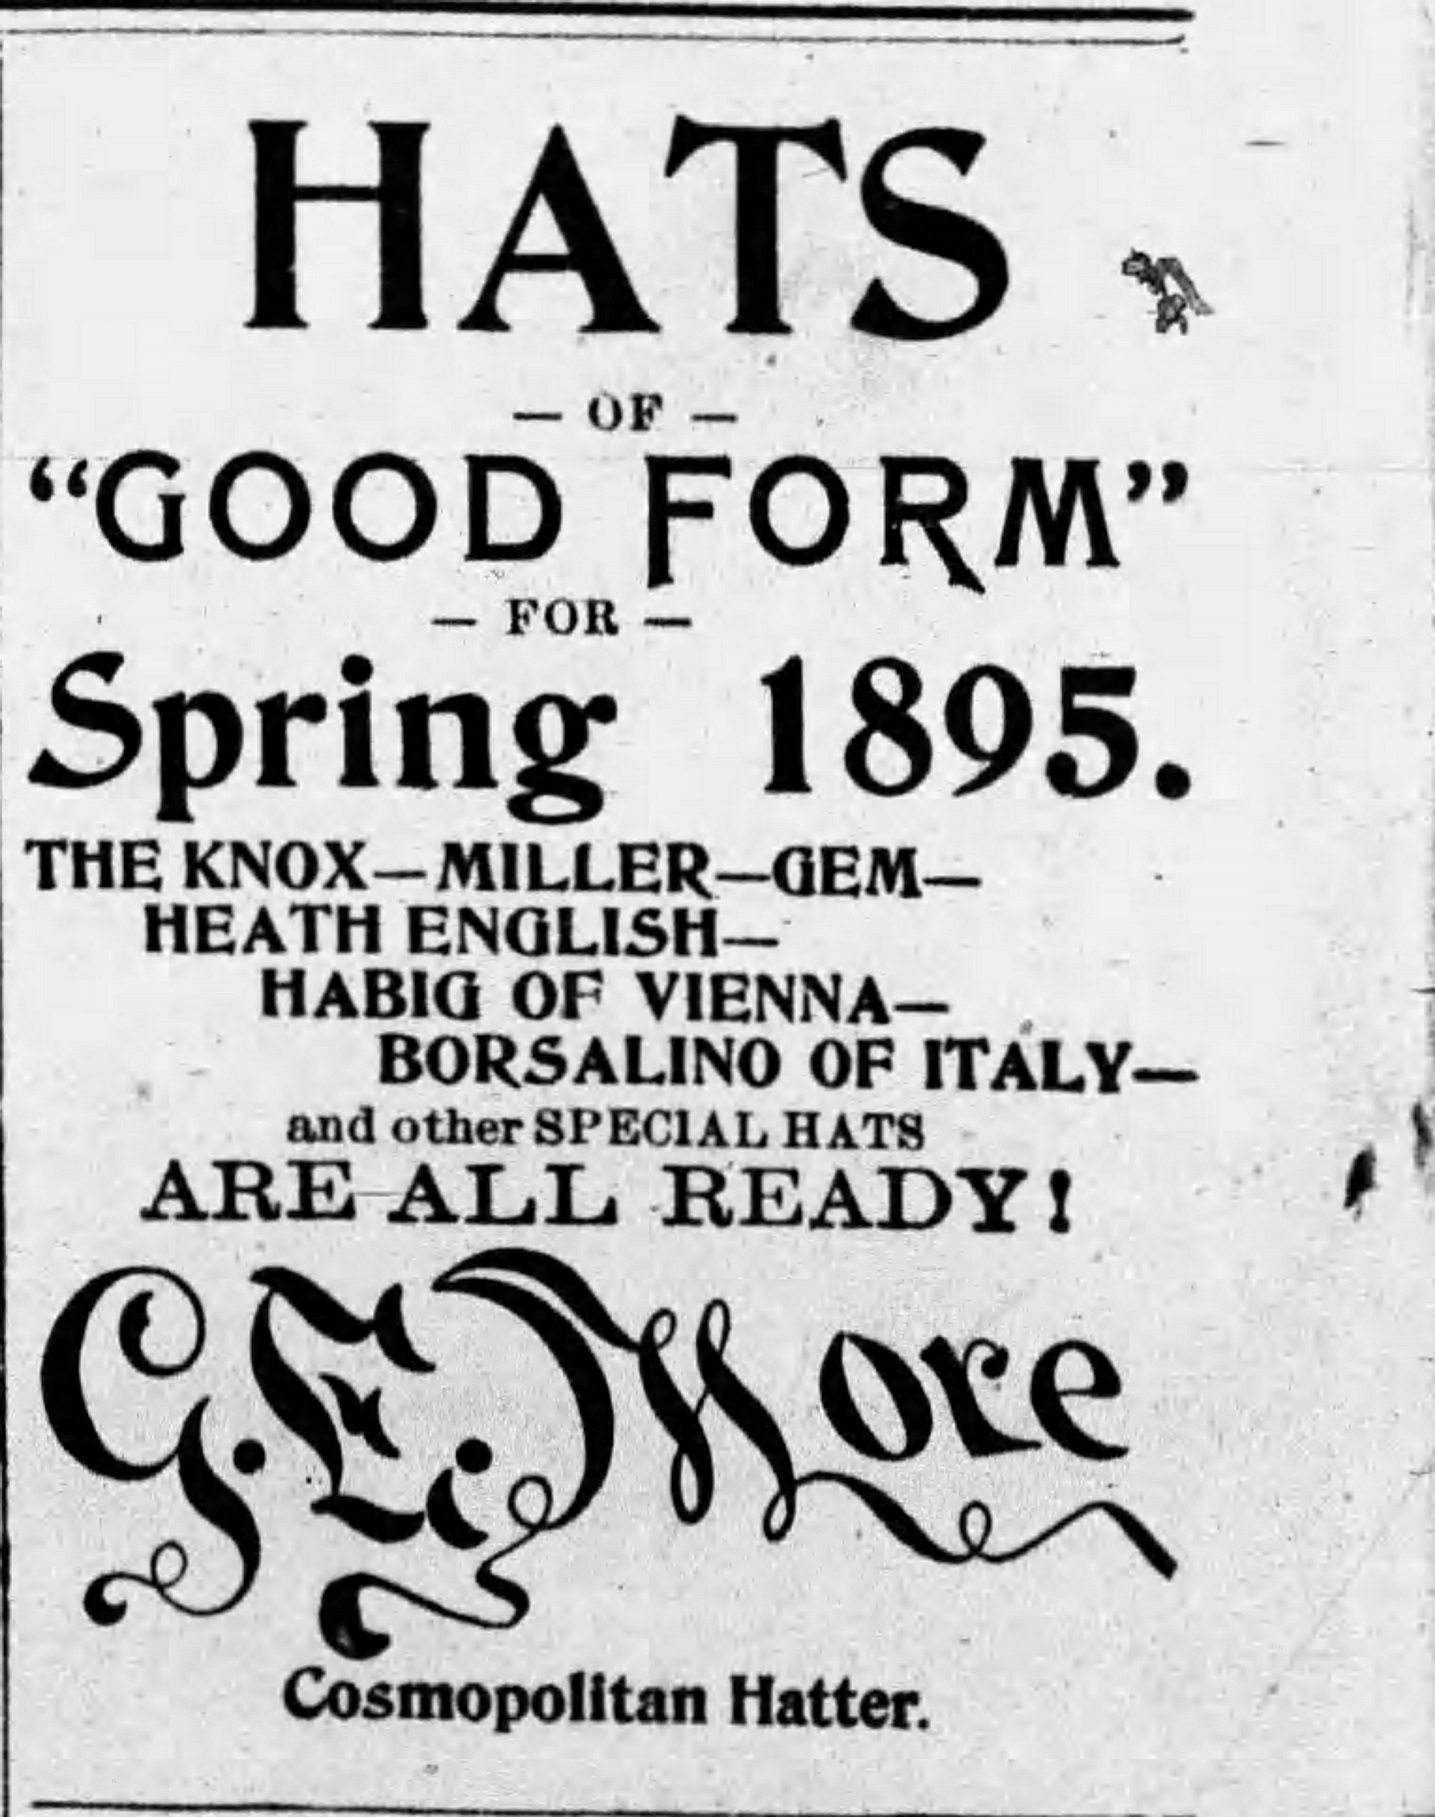 HATS
— OF —
“GOOD FORM”
— FOR —
Spring 1895.
THE KNOX—MILLER—GEM—
HEATH ENGLISH—
HABIG OF VIENNA—
BORSALINO OF ITALY—
and other SPECIAL HATS
ARE ALL READY!
G. E. More
Cosmopolitan Hatter.